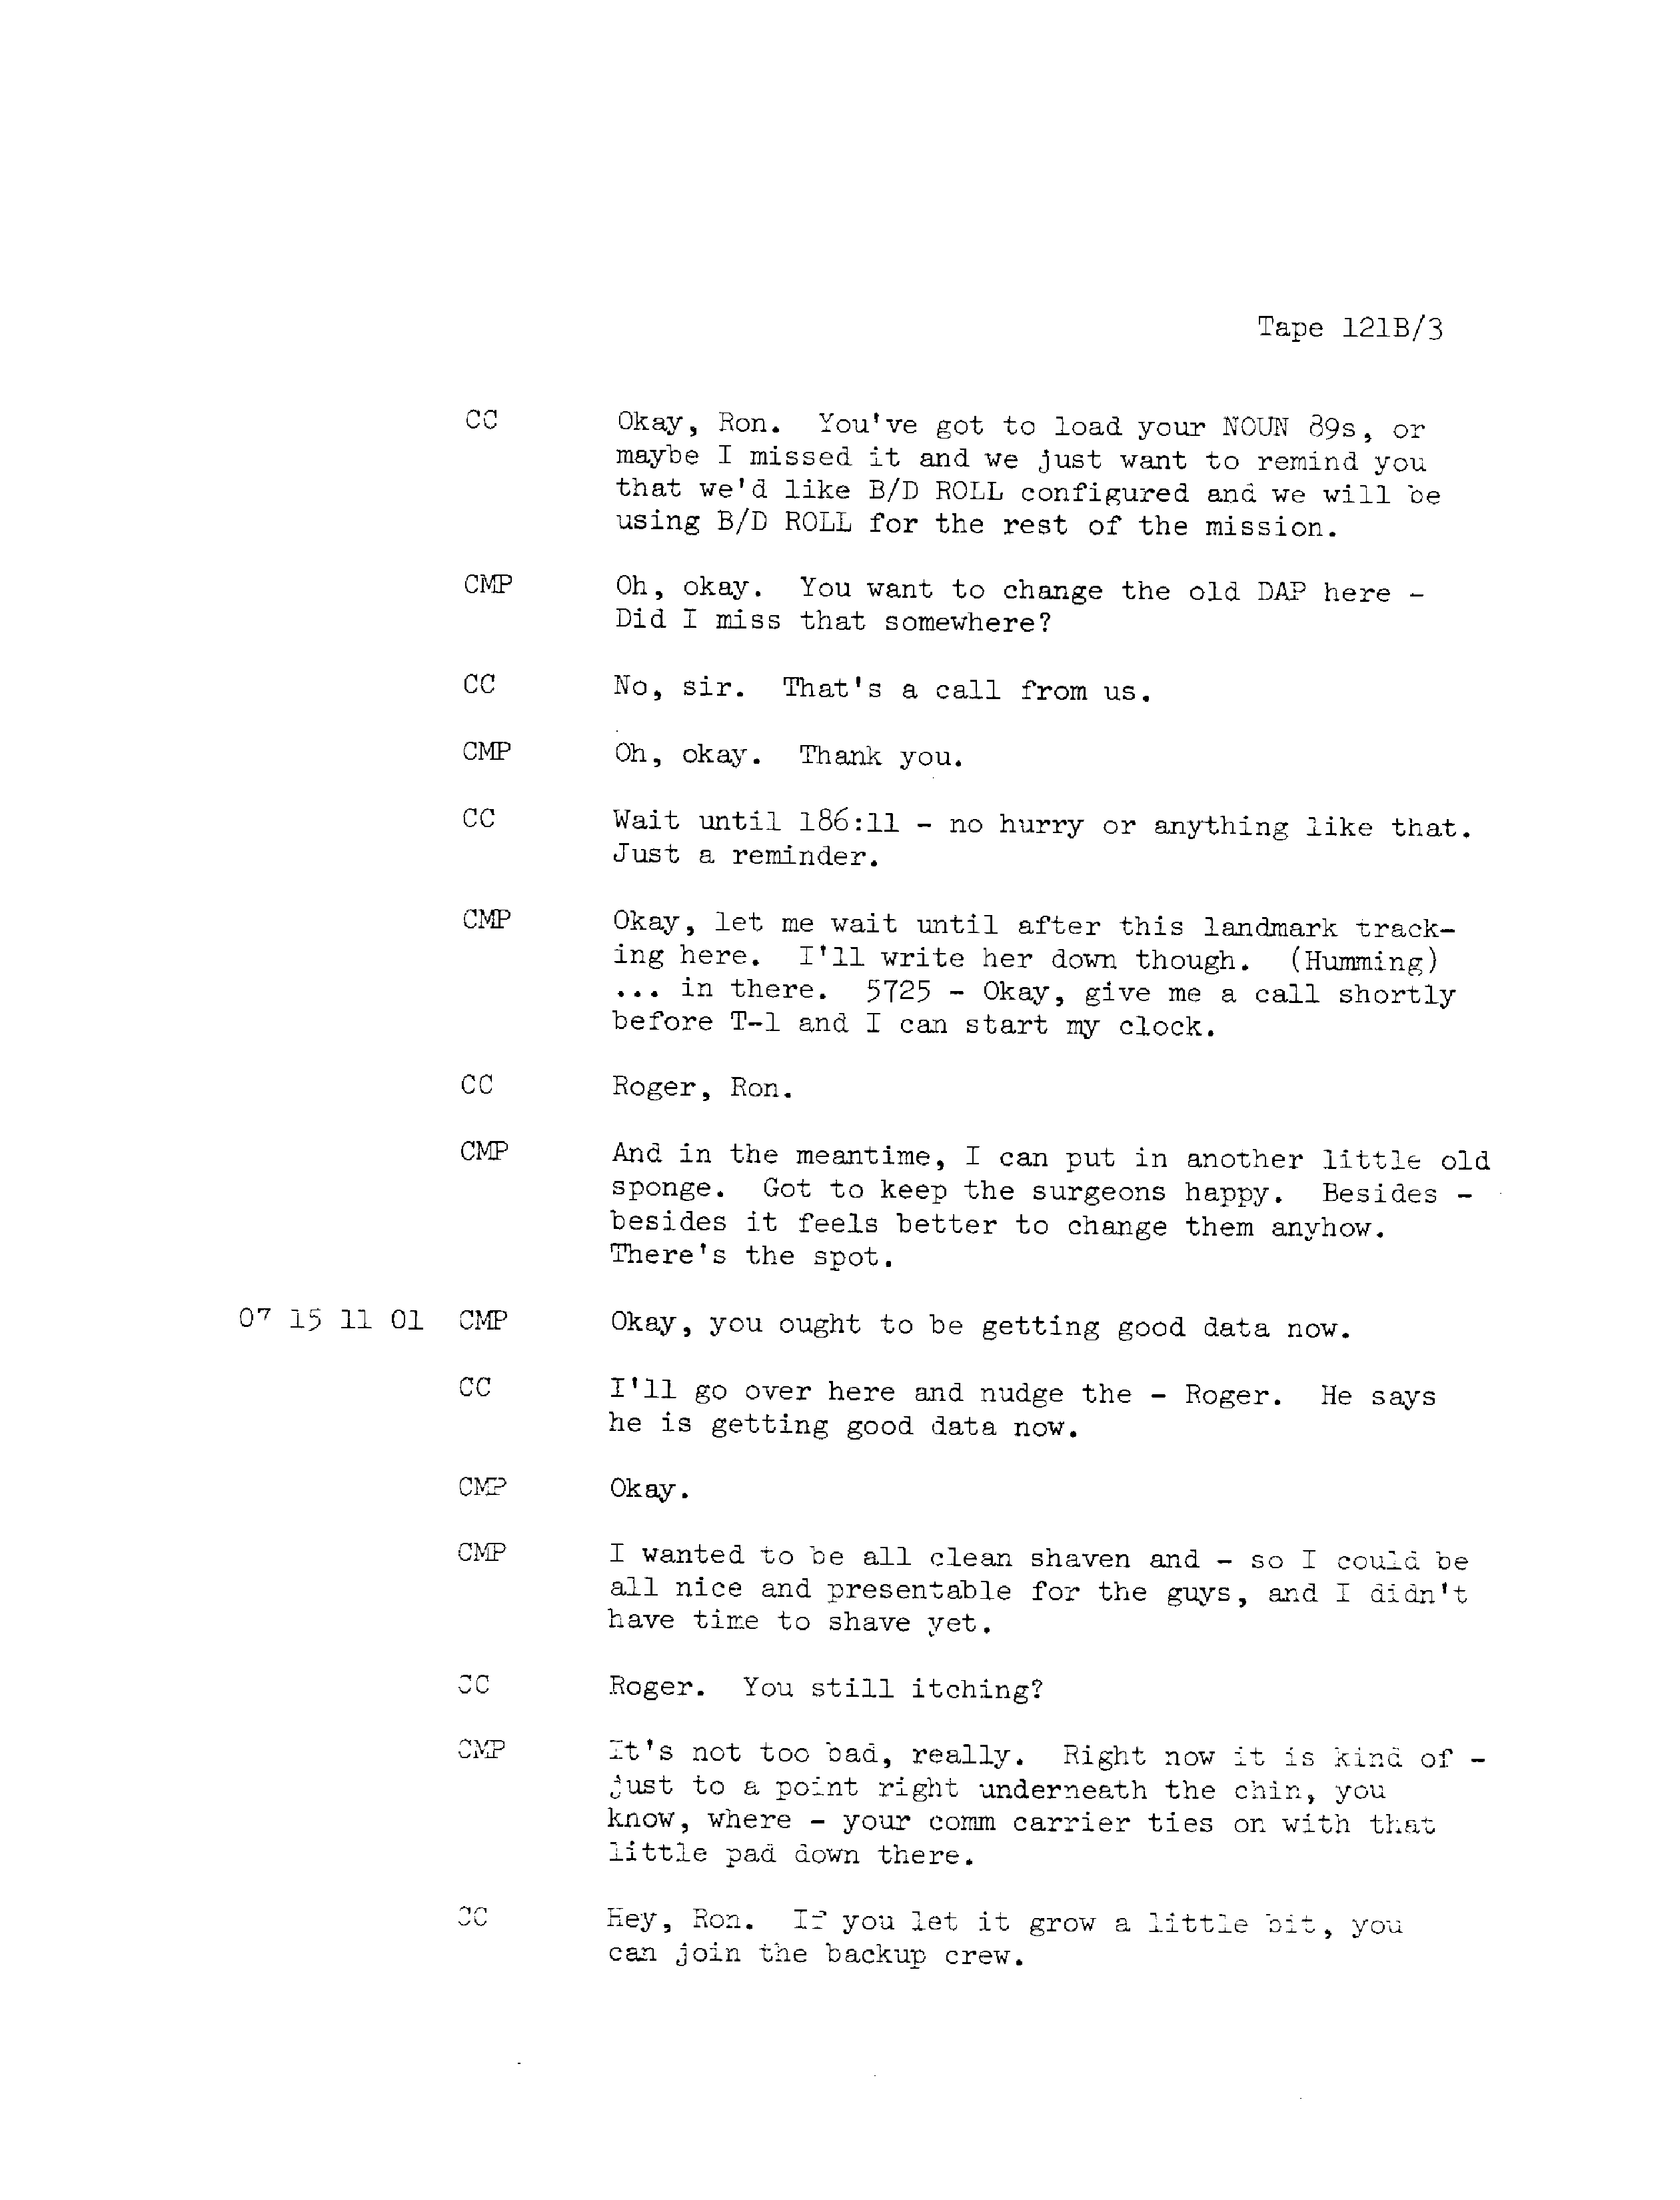 Tape 121B/3
CC Okay, Ron. You've got to load your NOUN 89s, or
maybe I missed it and we just want to remind you
that we'd like B/D ROLL configured and we will be
using B/D ROLL for the rest of the mission.
CMP Oh, okay. You want to change the old DAP here -
Did I miss that somewhere?
CC No, sir. That's a call from us.
CMP Oh, okay. Thank you.
CC Wait until 186:11 - no hurry or anything like that.
Just a reminder.
CMP Okay, let me wait until after this landmark track-
ing here. I'll write her down though. (Humming)
... in there. 5725 - Okay, give me a call shortly
before T-1 and I can start my clock.
CC Roger, Ron.
CMP And in the meantime, I can put in another little old
sponge. Got to keep the surgeons happy. Besides -
besides it feels better to change them anyhow.
There's the spot.
07 15 11 01 CMP Okay, you ought to be getting good data now.
CC I'll go over here and nudge the - Roger. He says
he is getting good data now.
CMP Okay.
CMP I wanted to be all clean shaven and - so I could be
all nice and presentable for the guys, and I didn't
have time to shave yet.
CC Roger. You still itching?
CMP It's not too bad, really. Right now it is kind of -
just to a point right underneath the chin, you
know, where - your comm carrier ties on with that
little pad down there.
CC Hey, Ron. If you let it grow a little bit, you
can join the backup crew.